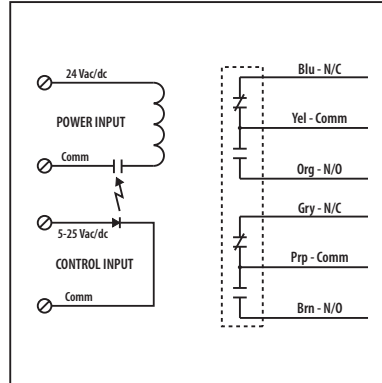 24 Vac/dc
POWER INPUT
Comm
5-25 Vac/dc
CONTROL INPUT
Comm
Blu - N/C
Yel - Comm
Org - N/O
Gry - N/C
Prp - Comm
Brn - N/O